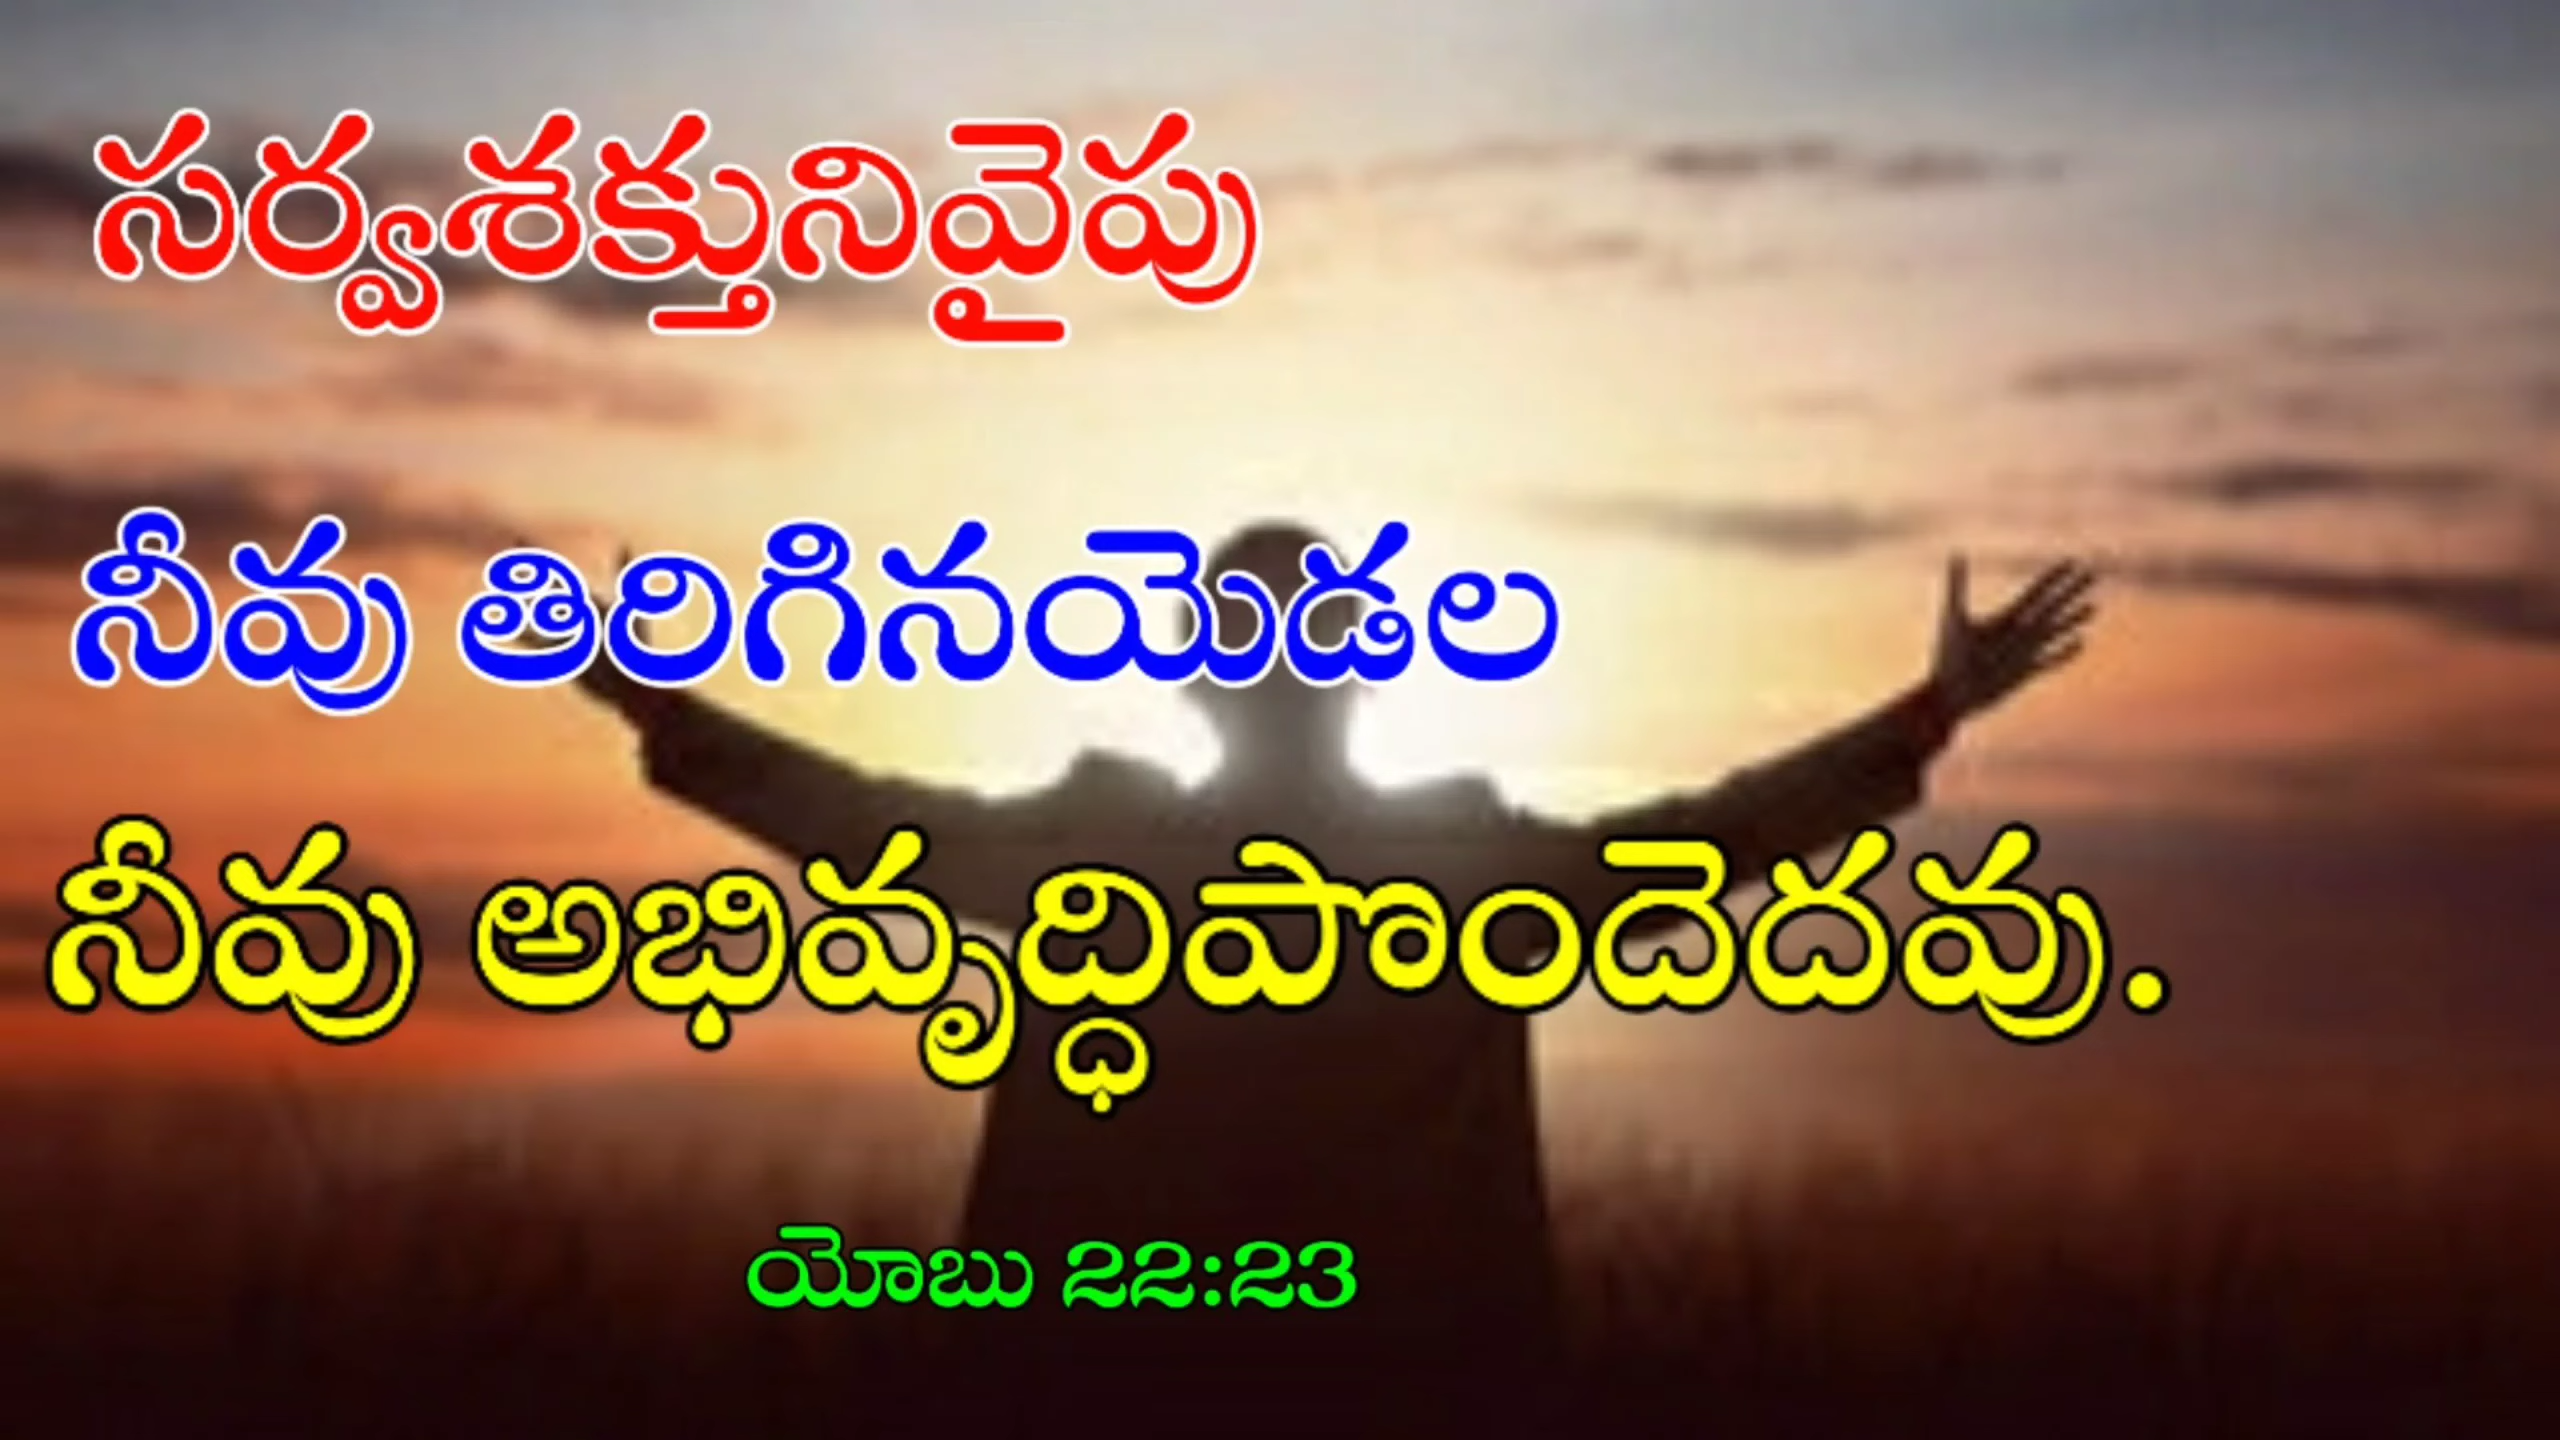 సర్వశక్తునివైపు
నీవు తిరిగినయెడల
నీవు అభివృద్ధిపొందెదవు.
యోబు 22:23